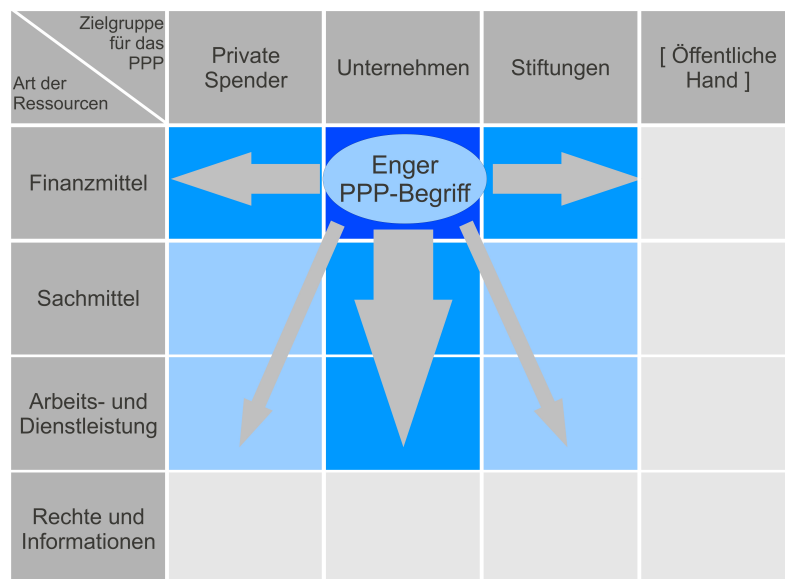 Zielgruppe
für das
PPP
Art der
Ressourcen
Private
Spender
Unternehmen
Stiftungen
[ Öffentliche
Hand ]
Finanzmittel
Enger
PPP-Begriff
Sachmittel
Arbeits- und
Dienstleistung
Rechte und
Informationen